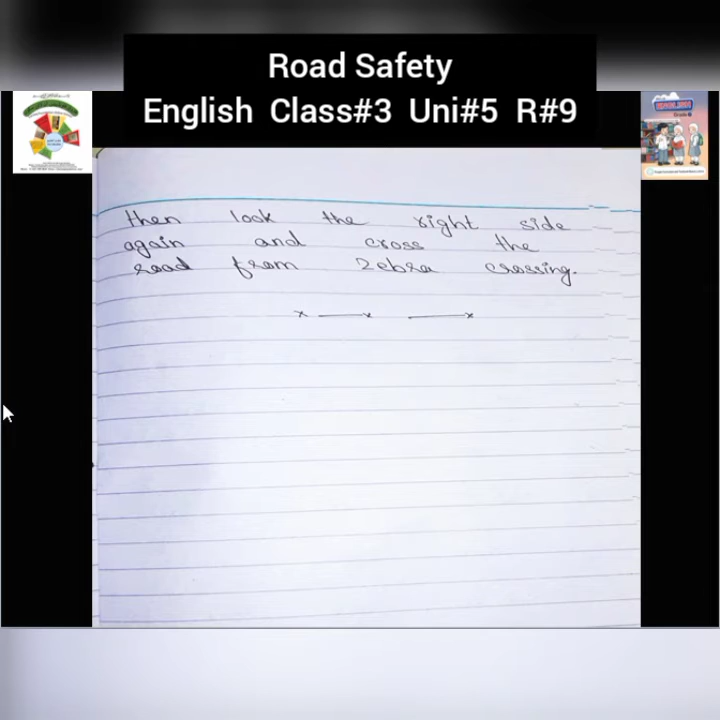 Road Safety
English Class#3 Uni#5 R#9
ENGLISH
then look the right side
again and cross the
road from zebra crossing.